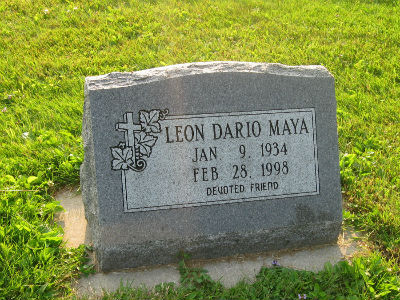 LEON DARIO MAYA
JAN 9, 1934
FEB 28, 1998
DEVOTED FRIEND